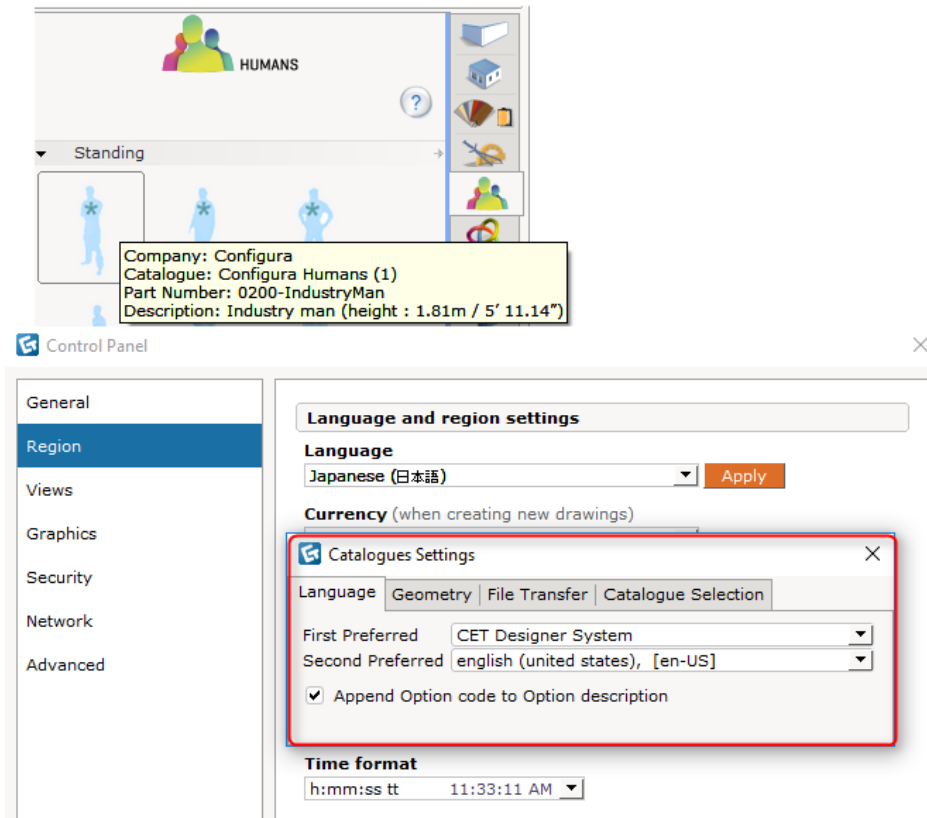 HUMANS
?
Standing
Company: Configura
Catalogue: Configura Humans (1)
Part Number: 0200-IndustryMan
Description: Industry man (height : 1.81m / 5′ 11.14″)
Control Panel
General
Region
Views
Graphics
Security
Network
Advanced
Language and region settings
Language
Japanese (日本語)
Apply
Currency (when creating new drawings)
Catalogues Settings
Language Geometry File Transfer Catalogue Selection
First Preferred CET Designer System
Second Preferred english (united states), [en-US]
Append Option code to Option description
Time format
h:mm:ss tt 11:33:11 AM